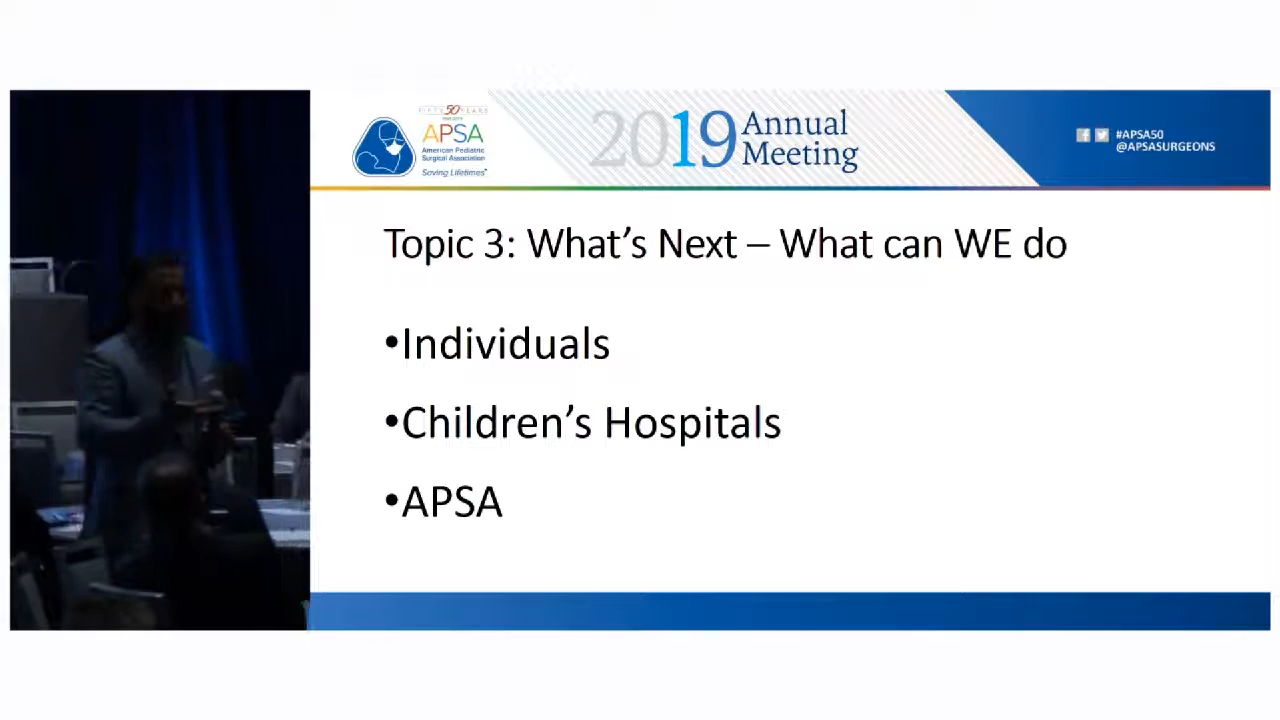 FIFTY 50 YEARS
APSA
American Pediatric
Surgical Association
Saving Lifetimes
2019 Annual
Meeting
#APSA50
@APSASURGEONS
Topic 3: What’s Next – What can WE do
•Individuals
•Children’s Hospitals
•APSA